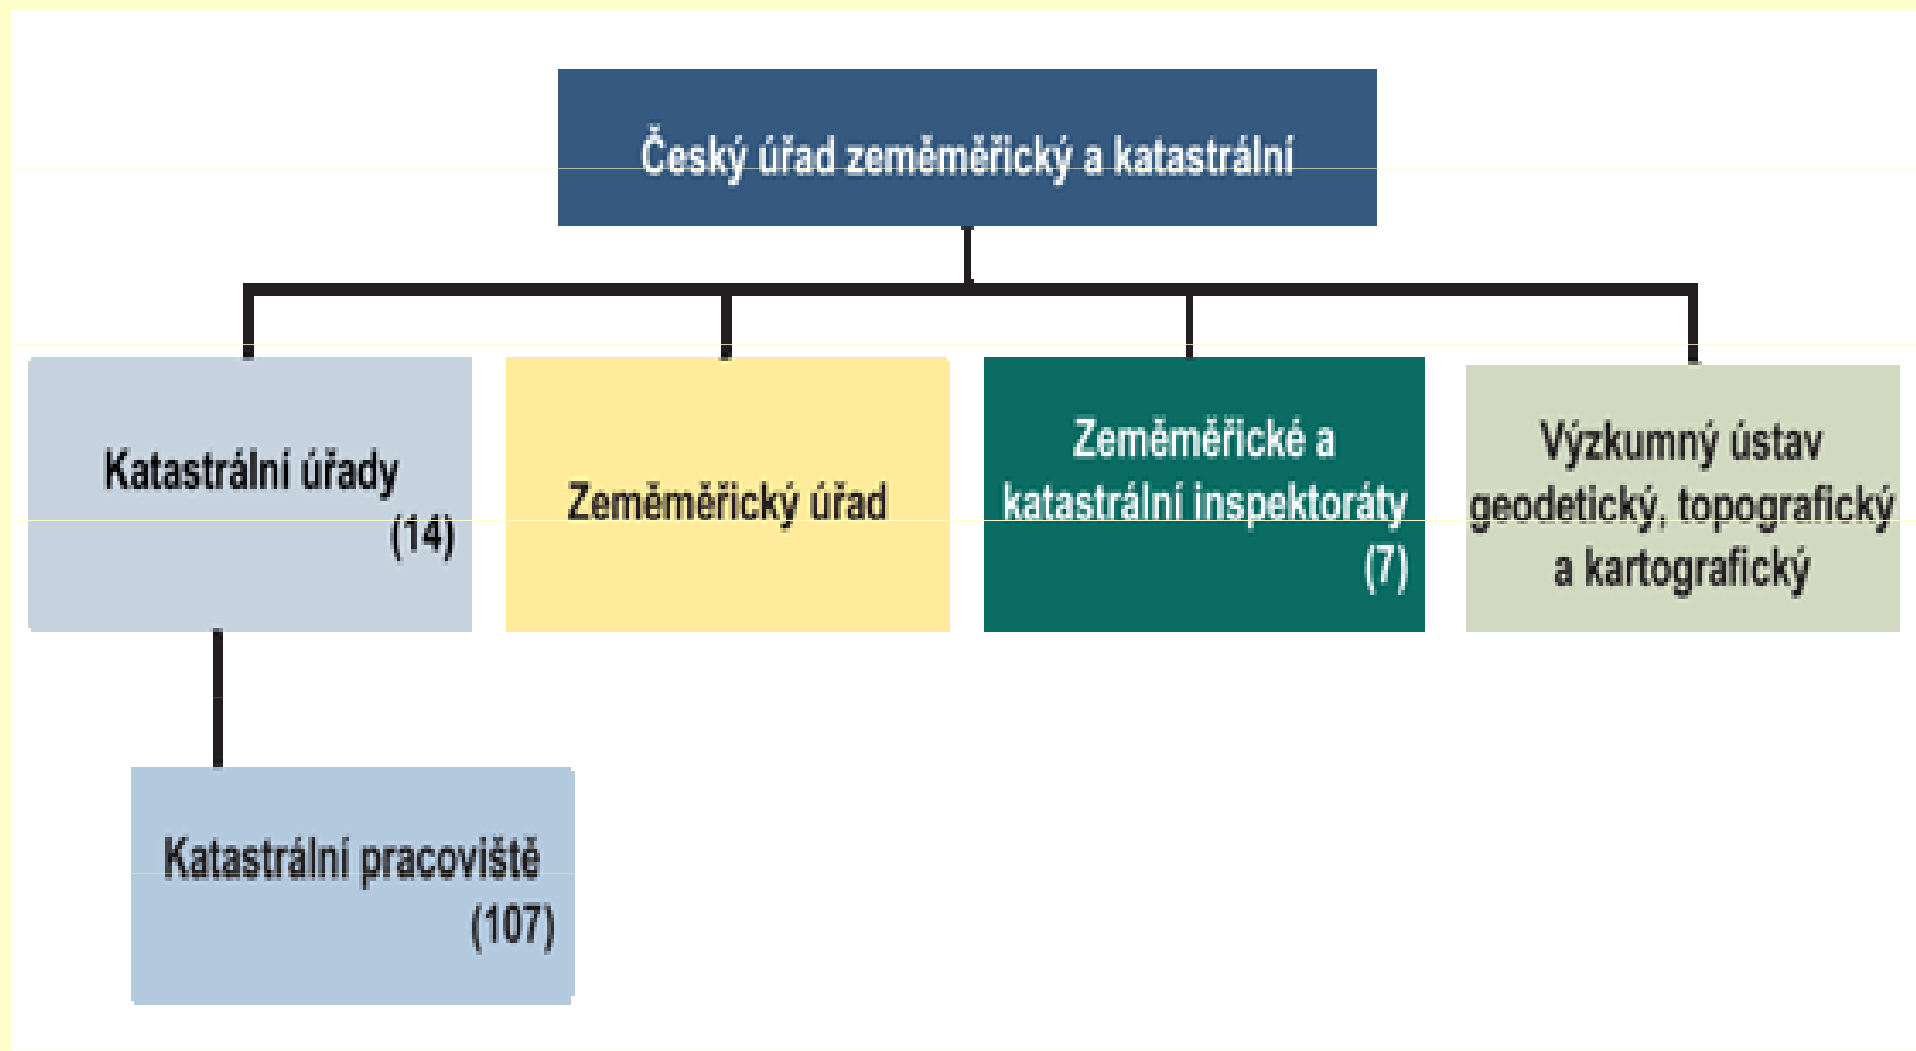 Český úřad zeměměřický a katastrální
Katastrální úřady
(14)
Zeměměřický úřad
Zeměměřické a
katastrální inspektoráty
(7)
Výzkumný ústav
geodetický, topografický
a kartografický
Katastrální pracoviště
(107)